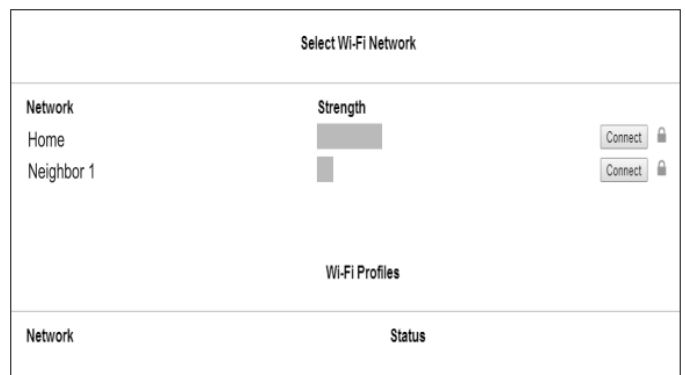 Select Wi-Fi Network
Network Strength
Home Connect
Neighbor 1 Connect
Wi-Fi Profiles
Network Status